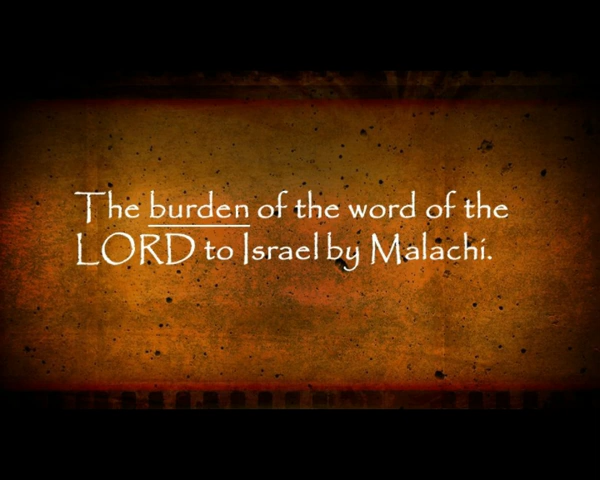 The burden of the word of the
LORD to Israel by Malachi.